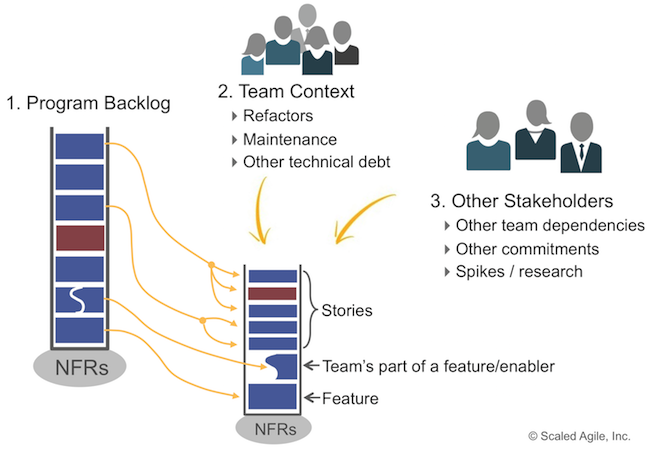 1. Program Backlog
NFRs
2. Team Context
Refactors
Maintenance
Other technical debt
3. Other Stakeholders
Other team dependencies
Other commitments
Spikes / research
Stories
Team's part of a feature/enabler
Feature
NFRs
© Scaled Agile, Inc.